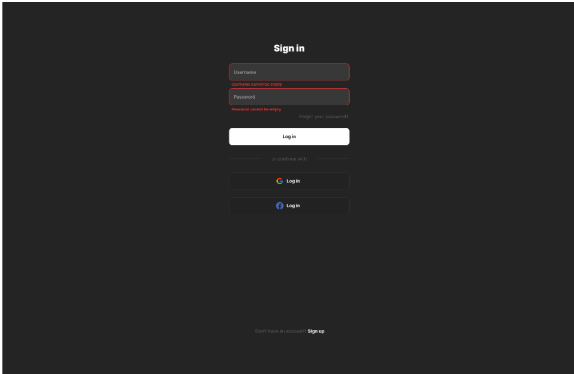 Sign in
Username
Username cannot be empty
Password
Password cannot be empty
Forgot your password?
Log in
or continue with
Log in
Log in
Don't have an account? Sign up